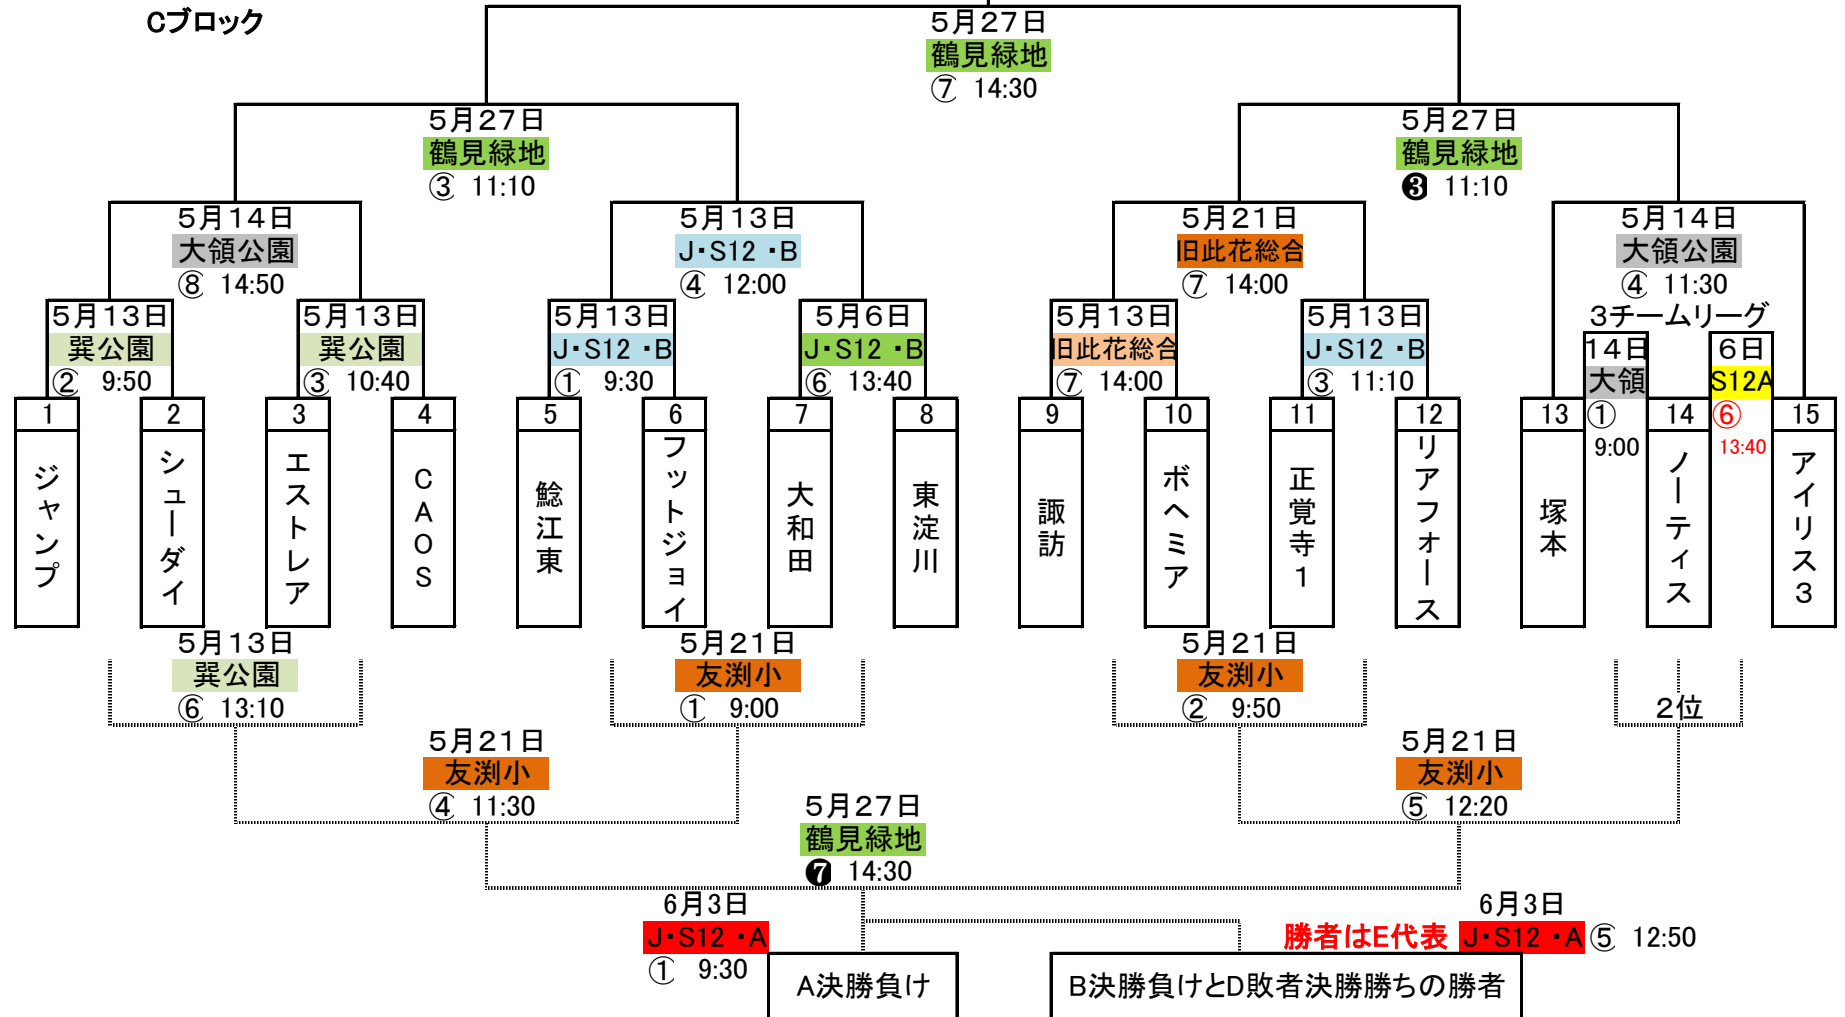 Cブロック
5月27日
鶴見緑地
⑦ 14:30
5月27日
鶴見緑地
③ 11:10
5月27日
鶴見緑地
❸ 11:10
5月14日
大領公園
⑧ 14:50
5月13日
J・S12 ・B
④ 12:00
5月21日
旧此花総合
⑦ 14:00
5月14日
大領公園
④ 11:30
3チームリーグ
5月13日
巽公園
② 9:50
5月13日
巽公園
③ 10:40
5月13日
J・S12 ・B
① 9:30
5月6日
J・S12 ・B
⑥ 13:40
5月13日
旧此花総合
⑦ 14:00
5月13日
J・S12 ・B
③ 11:10
14日
大領
①
9:00
6日
S12A
⑥
13:40
1
2
3
4
5
6
7
8
9
10
11
12
13
14
15
ジャンプ
シューダイ
エストレア
CAOS
鯰江東
フットジョイ
大和田
東淀川
諏訪
ボヘミア
正覚寺1
リアフォース
塚本
ノーティス
アイリス3
5月13日
巽公園
⑥ 13:10
5月21日
友渕小
① 9:00
5月21日
友渕小
② 9:50
2位
5月21日
友渕小
④ 11:30
5月21日
友渕小
⑤ 12:20
5月27日
鶴見緑地
❼ 14:30
6月3日
J・S12 ・A
① 9:30
6月3日
勝者はE代表 J・S12 ・A ⑤ 12:50
A決勝負け
B決勝負けとD敗者決勝勝ちの勝者